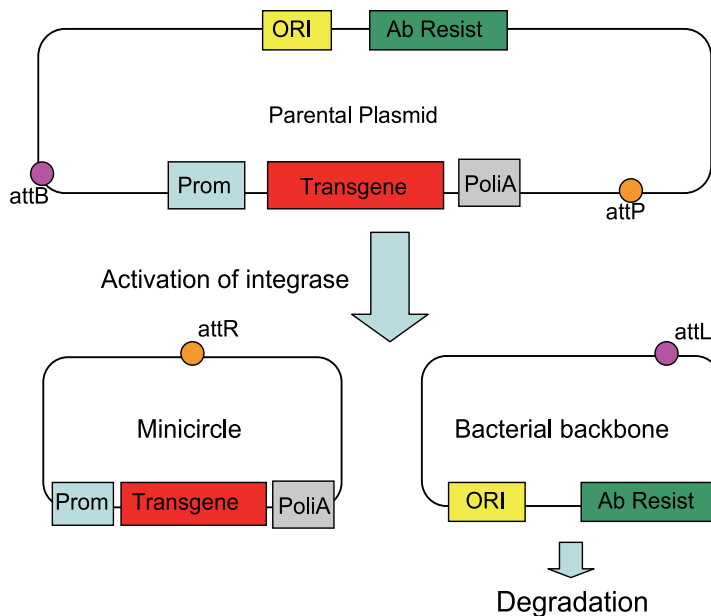 ORI
Ab Resist
Parental Plasmid
attB
Prom
Transgene
PoliA
attP
Activation of integrase
attR
attL
Minicircle
Bacterial backbone
Prom
Transgene
PoliA
ORI
Ab Resist
Degradation